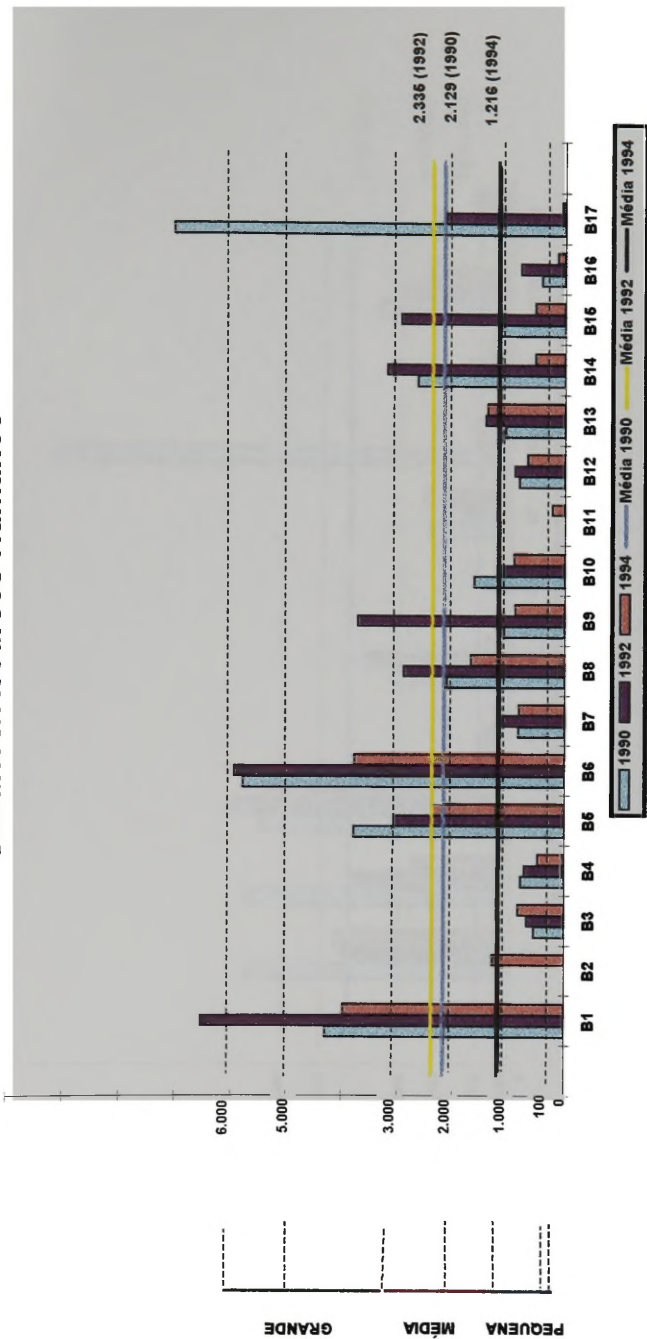 2.335 (1992)
2.129 (1990)
1.216 (1994)
6.000
5.000
3.000
2.000
1.000
100
0
GRANDE
MÉDIA
PEQUENA
B1 B2 B3 B4 B5 B6 B7 B8 B9 B10 B11 B12 B13 B14 B15 B16 B17
1990 1992 1994 Média 1990 Média 1992 Média 1994